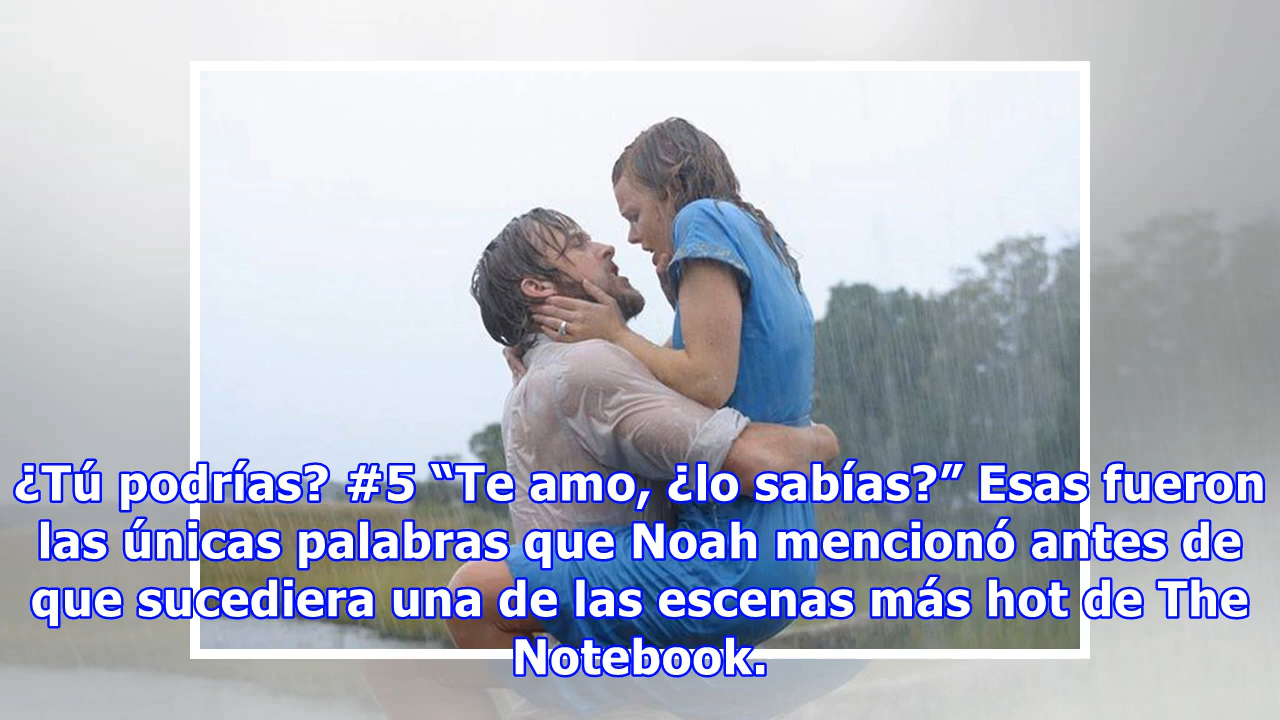 ¿Tú podrías? #5 “Te amo, ¿lo sabías?” Esas fueron
las únicas palabras que Noah mencionó antes de
que sucediera una de las escenas más hot de The
Notebook.